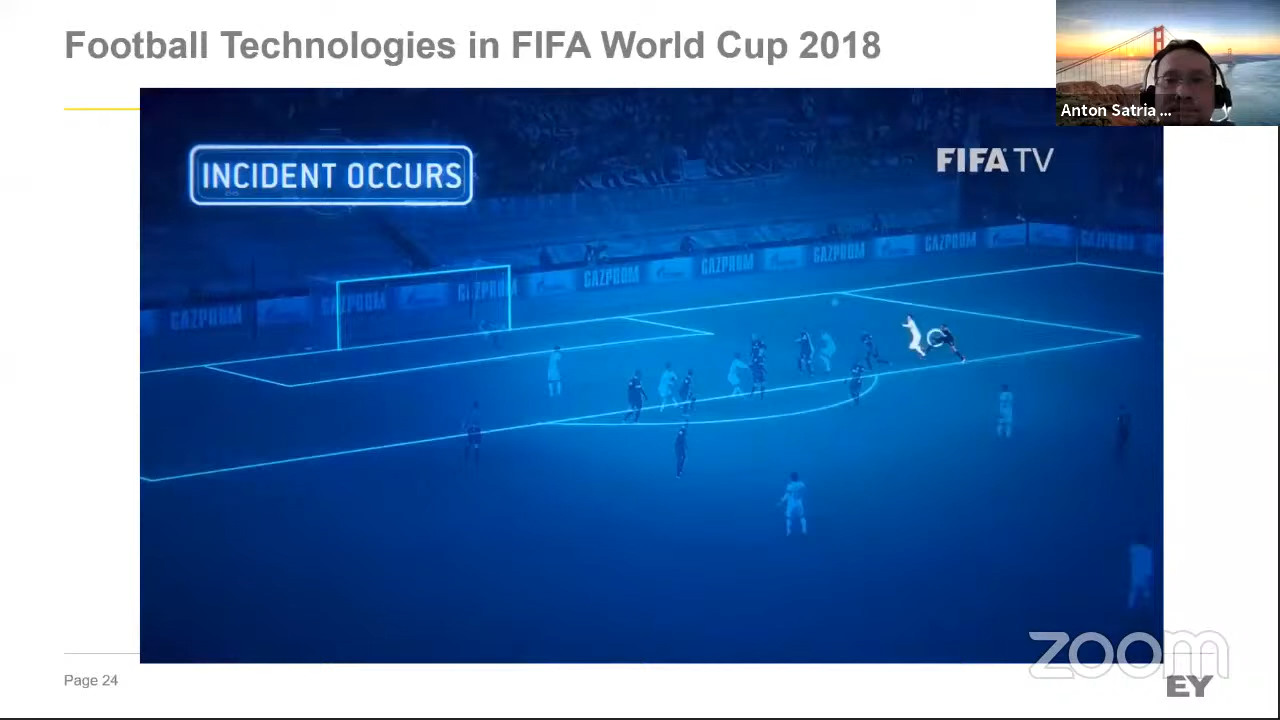 Football Technologies in FIFA World Cup 2018
Anton Satria ...
INCIDENT OCCURS
FIFA TV
GAZPROM
GAZPROM
GAZPROM
GAZPROM
GAZPROM
GAZPROM
GAZPROM
GAZPROM
zoom
Page 24
EY